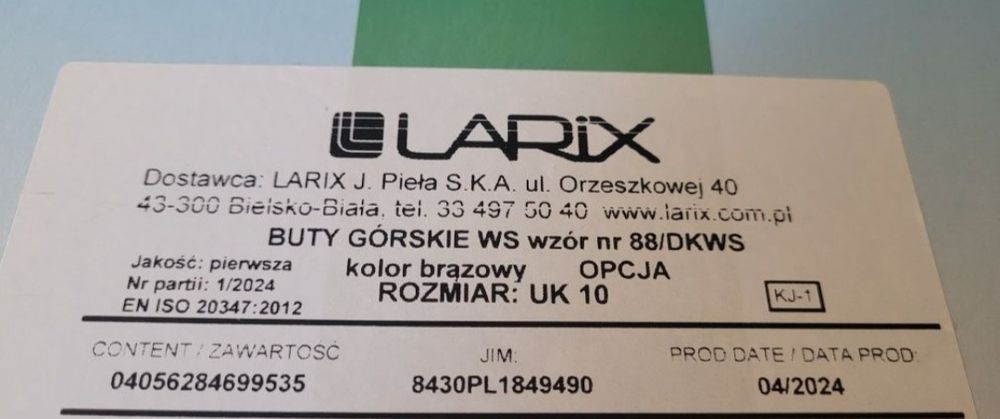 LARiX
Dostawca: LARIX J. Pieła S.K.A. ul. Orzeszkowej 40
43-300 Bielsko-Biała, tel. 33 497 50 40 www.larix.com.pl
BUTY GÓRSKIE WS wzór nr 88/DKWS
Jakość: pierwsza kolor brązowy OPCJA
Nr partii: 1/2024 ROZMIAR: UK 10 KJ-1
EN ISO 20347:2012
CONTENT / ZAWARTOŚĆ JIM: PROD DATE / DATA PROD:
04056284699535 8430PL1849490 04/2024